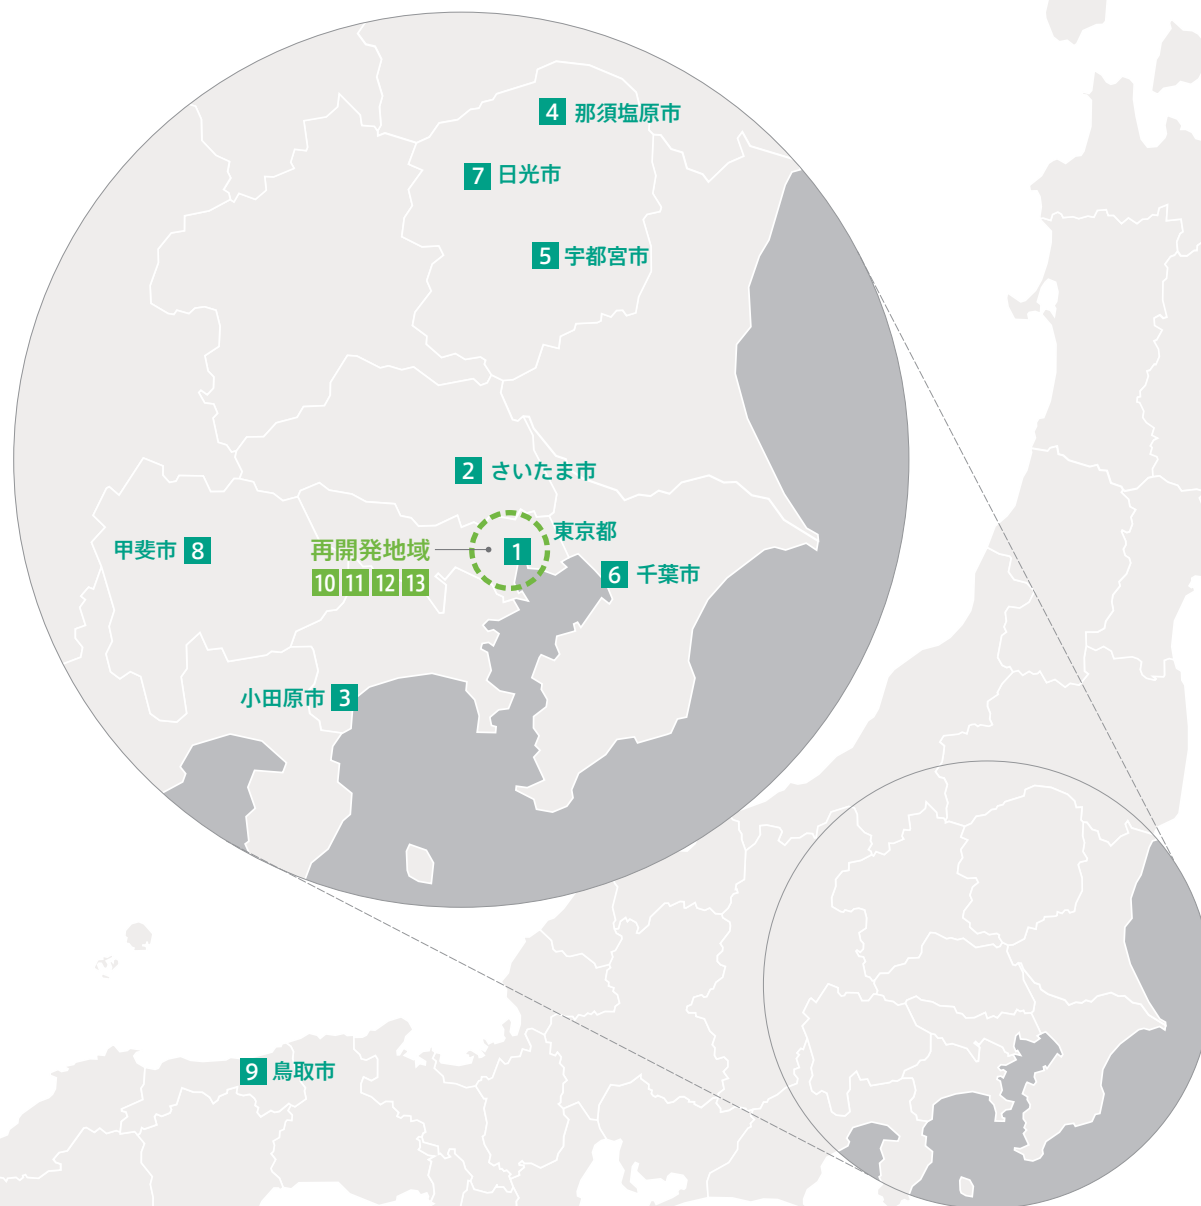 4 那須塩原市
7 日光市
5 宇都宮市
2 さいたま市
東京都
甲斐市 8
再開発地域
1
10 11 12 13
6 千葉市
小田原市 3
9 鳥取市